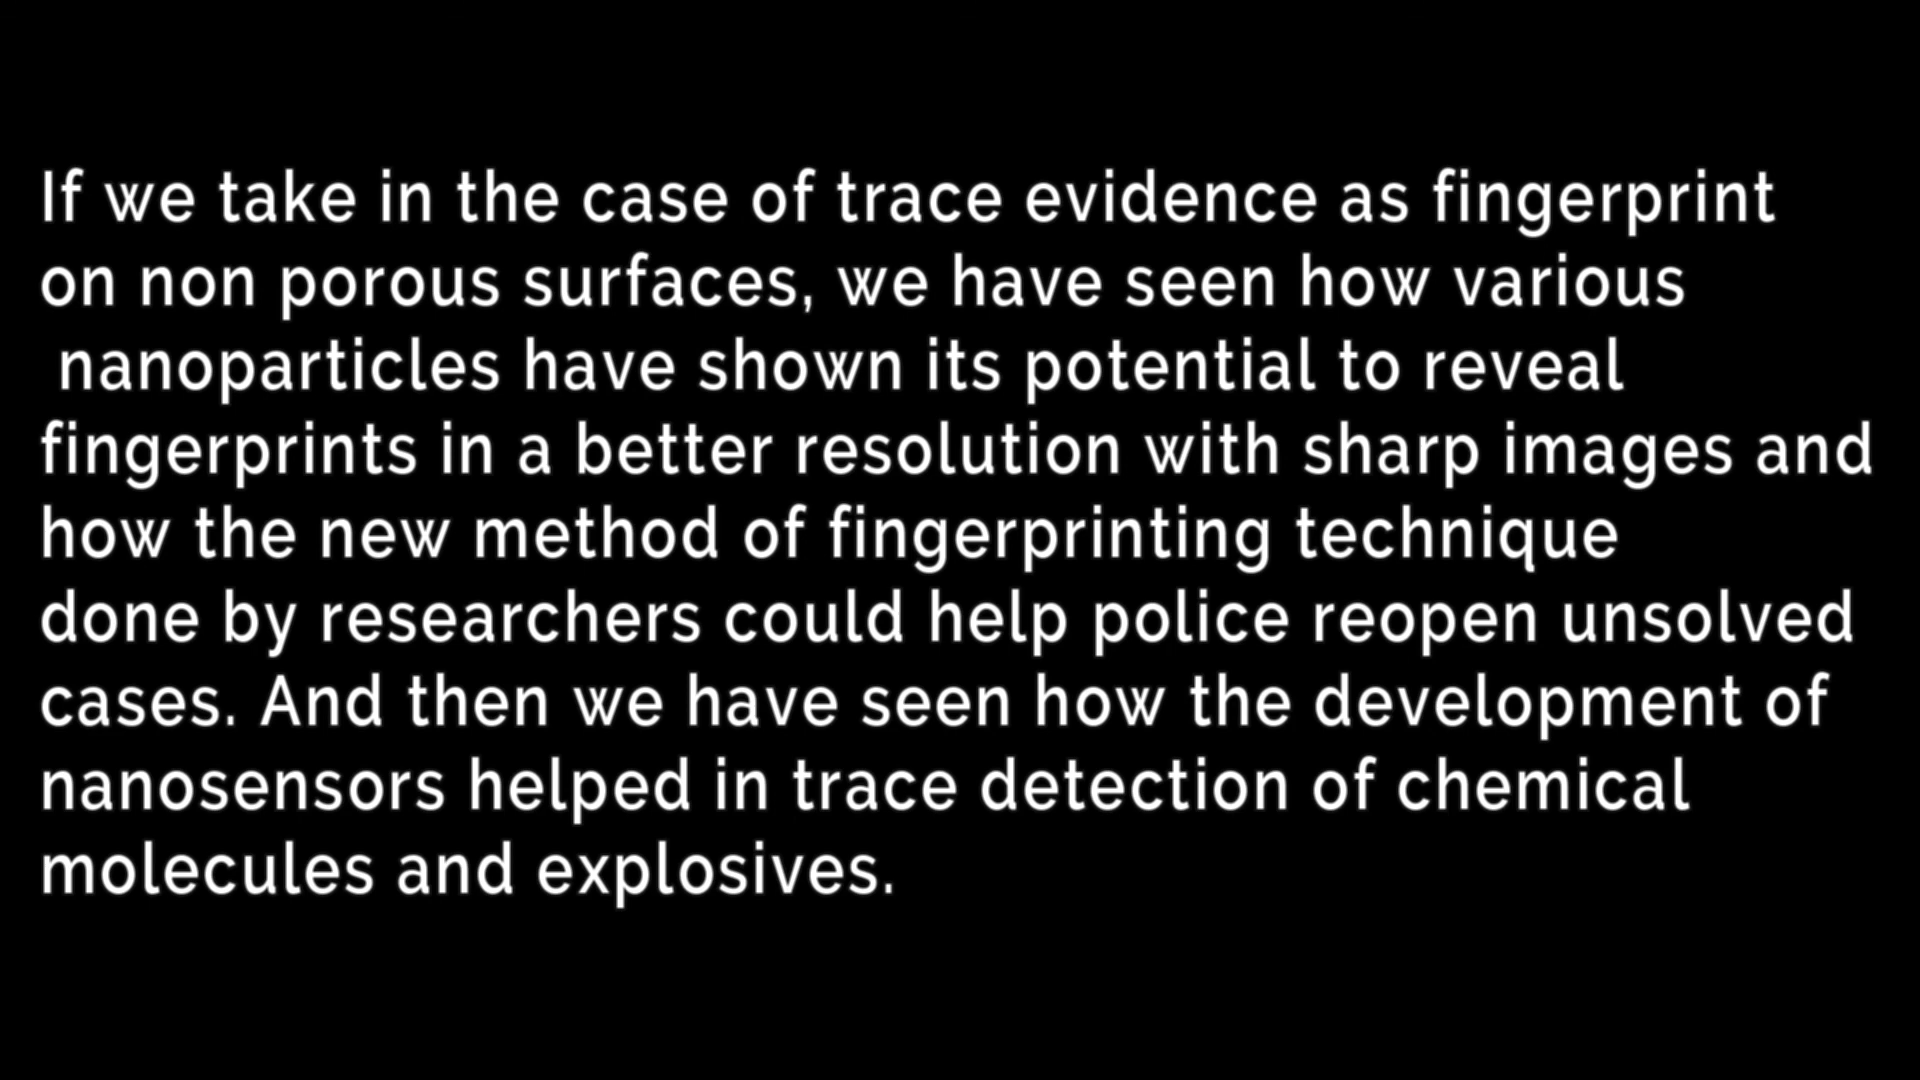 If we take in the case of trace evidence as fingerprint
on non porous surfaces, we have seen how various
nanoparticles have shown its potential to reveal
fingerprints in a better resolution with sharp images and
how the new method of fingerprinting technique
done by researchers could help police reopen unsolved
cases. And then we have seen how the development of
nanosensors helped in trace detection of chemical
molecules and explosives.